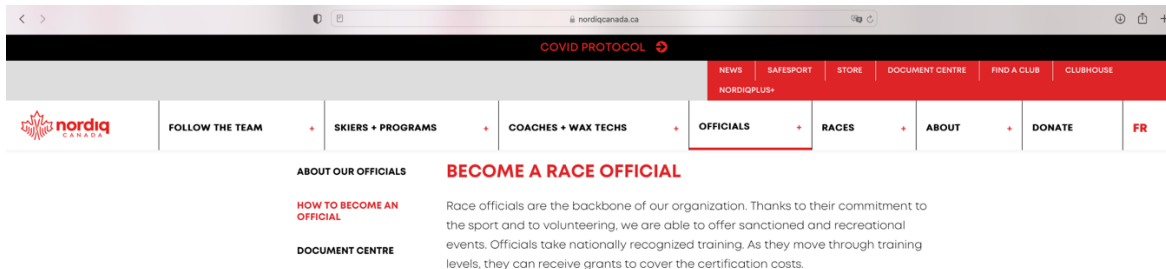 nordiqcanada.ca
COVID PROTOCOL
NEWS SAFESPORT STORE DOCUMENT CENTRE FIND A CLUB CLUBHOUSE
NORDIQPLUS+
nordiq
CANADA
FOLLOW THE TEAM + SKIERS + PROGRAMS + COACHES + WAX TECHS + OFFICIALS + RACES + ABOUT + DONATE FR
ABOUT OUR OFFICIALS
HOW TO BECOME AN
OFFICIAL
DOCUMENT CENTRE
BECOME A RACE OFFICIAL
Race officials are the backbone of our organization. Thanks to their commitment to
the sport and to volunteering, we are able to offer sanctioned and recreational
events. Officials take nationally recognized training. As they move through training
levels, they can receive grants to cover the certification costs.